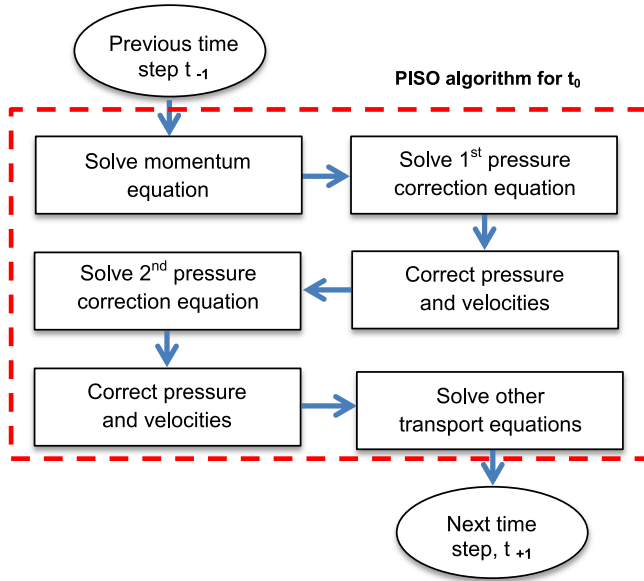 Previous time
step t -1
PISO algorithm for t0
Solve momentum
equation
Solve 1st pressure
correction equation
Solve 2nd pressure
correction equation
Correct pressure
and velocities
Correct pressure
and velocities
Solve other
transport equations
Next time
step, t +1